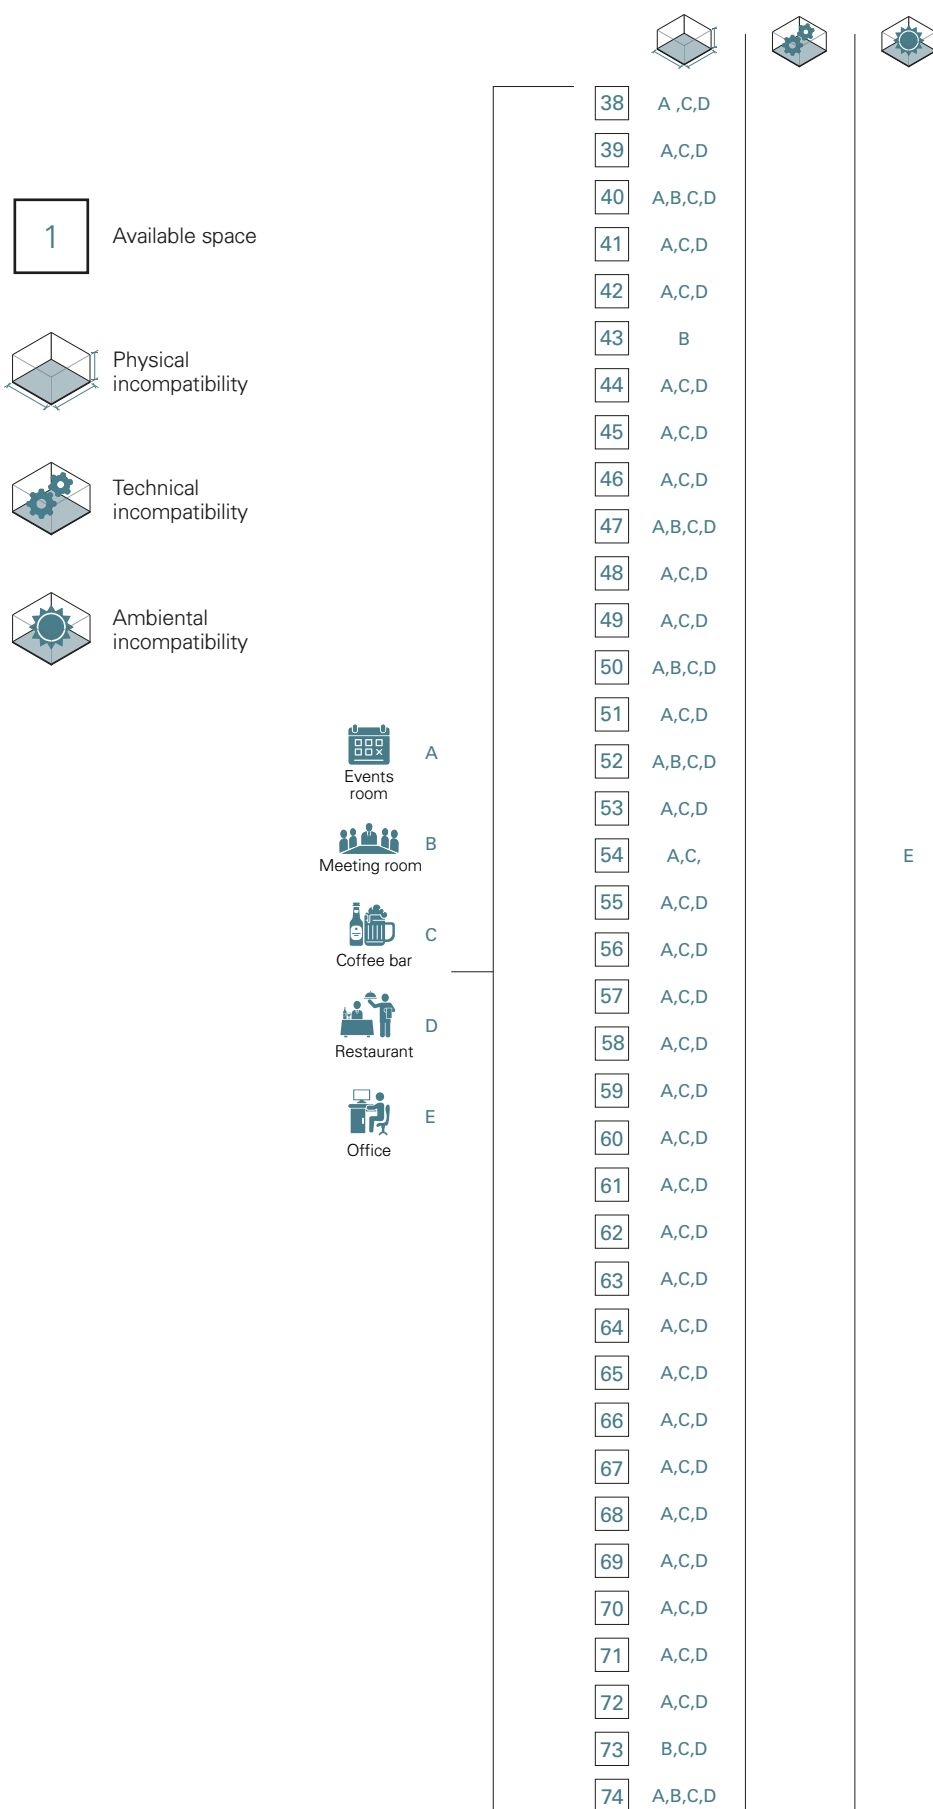 1
Available space
Physical
incompatibility
Technical
incompatibility
Ambiental
incompatibility
A
Events
room
B
Meeting room
C
Coffee bar
D
Restaurant
E
Office
38 A ,C,D
39 A,C,D
40 A,B,C,D
41 A,C,D
42 A,C,D
43 B
44 A,C,D
45 A,C,D
46 A,C,D
47 A,B,C,D
48 A,C,D
49 A,C,D
50 A,B,C,D
51 A,C,D
52 A,B,C,D
53 A,C,D
54 A,C, E
55 A,C,D
56 A,C,D
57 A,C,D
58 A,C,D
59 A,C,D
60 A,C,D
61 A,C,D
62 A,C,D
63 A,C,D
64 A,C,D
65 A,C,D
66 A,C,D
67 A,C,D
68 A,C,D
69 A,C,D
70 A,C,D
71 A,C,D
72 A,C,D
73 B,C,D
74 A,B,C,D